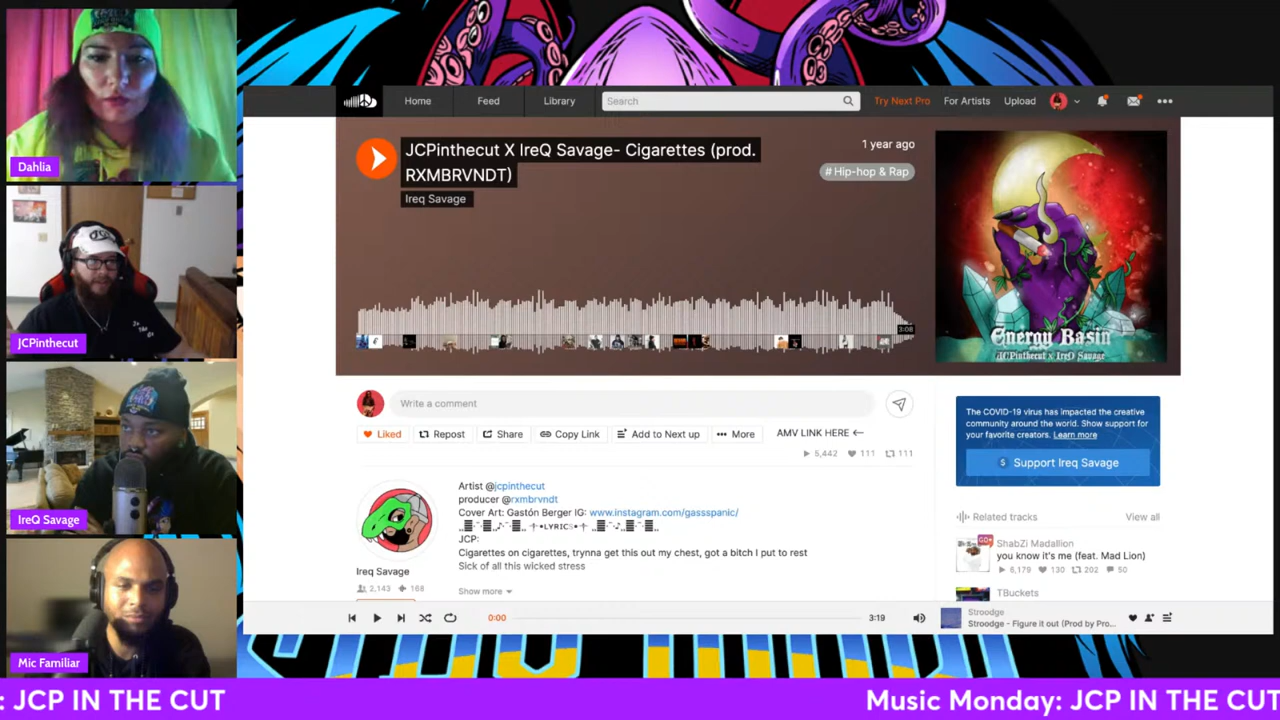 Dahlia
JCPinthecut
IreQ Savage
Mic Familiar
Home
Feed
Library
Search
Try Next Pro
For Artists
Upload
JCPinthecut X IreQ Savage- Cigarettes (prod.
RXMBRVNDT)
Ireq Savage
1 year ago
# Hip-hop & Rap
3:08
Energy Basin
JCPinthecut x IreQ Savage
Write a comment
Liked
Repost
Share
Copy Link
Add to Next up
More
AMV LINK HERE <—
5,442
111
111
Artist @jcpinthecut
producer @rxmbrvndt
Cover Art: Gastón Berger IG: www.instagram.com/gassspanic/
LYRICS
JCP:
Cigarettes on cigarettes, trynna get this out my chest, got a bitch I put to rest
Sick of all this wicked stress
Show more
Ireq Savage
2,143
168
The COVID-19 virus has impacted the creative
community around the world. Show support for
your favorite creators. Learn more
Support Ireq Savage
Related tracks
View all
GO+
ShabZi Madallion
you know it's me (feat. Mad Lion)
6,179
130
202
50
TBuckets
0:00
3:19
Stroodge
Stroodge - Figure it out (Prod by Pro...
: JCP IN THE CUT
Music Monday: JCP IN THE CUT